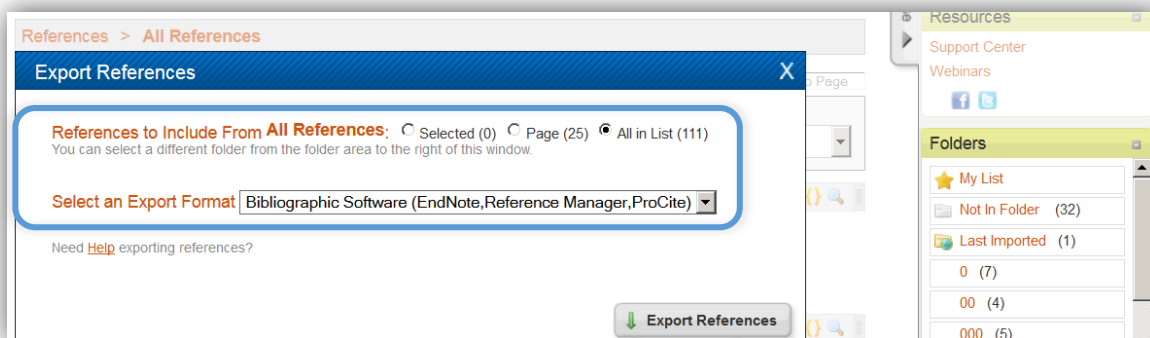 References > All References
Export References X
o Page
References to Include From All References: Selected (0) Page (25) All in List (111)
You can select a different folder from the folder area to the right of this window.
Select an Export Format Bibliographic Software (EndNote,Reference Manager,ProCite)
Need Help exporting references?
Export References
Resources
Support Center
Webinars
Folders
My List
Not In Folder (32)
Last Imported (1)
0 (7)
00 (4)
000 (5)